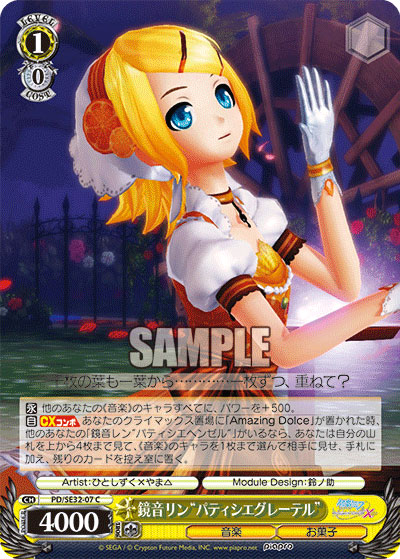 LEVEL
1
0
COST
SAMPLE
千枚の葉も一葉から…………一枚ずつ、重ねて?
永 他のあなたの《音楽》のキャラすべてに、パワーを+500。
自 CXコンボ あなたのクライマックス置場に「Amazing Dolce」が置かれた時、
他のあなたの「鏡音リン“パティシエヘンゼル”」がいるなら、あなたは自分の山
札を上から4枚まで見て、《音楽》のキャラを1枚まで選んで相手に見せ、手札
に加え、残りのカードを控え室に置く。
Artist:ひとしずく×やま△ Module Design:鈴ノ助
CH PD/SE32-07 C
4000
鏡音リン“パティシエグレーテル”
音楽 お菓子
© SEGA / © Crypton Future Media, INC. www.piapro.net piapro